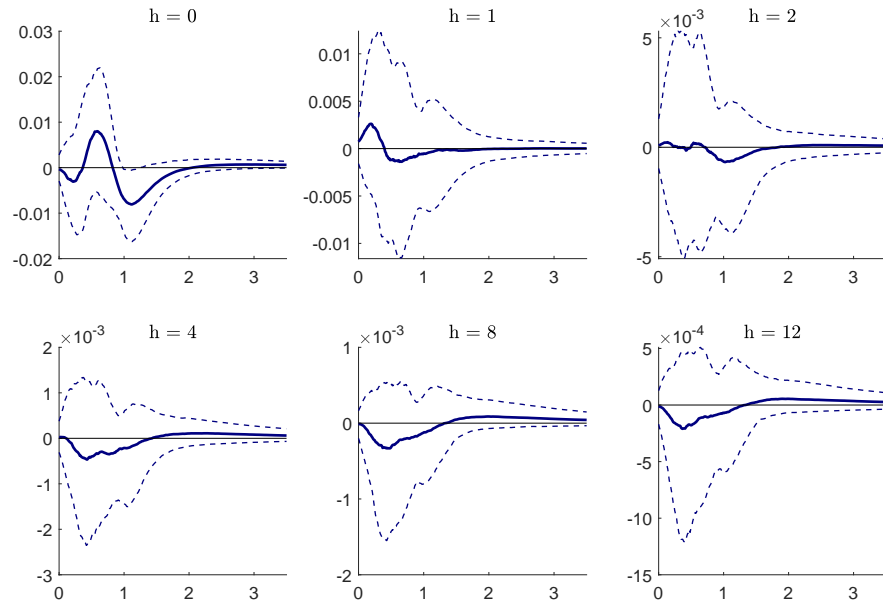 h = 0
0.03
0.02
0.01
0
-0.01
-0.02
0 1 2 3
h = 1
0.01
0.005
0
-0.005
-0.01
0 1 2 3
h = 2
×10⁻³
5
0
-5
0 1 2 3
h = 4
×10⁻³
2
1
0
-1
-2
-3
0 1 2 3
h = 8
×10⁻³
1
0
-1
-2
0 1 2 3
h = 12
×10⁻⁴
5
0
-5
-10
-15
0 1 2 3